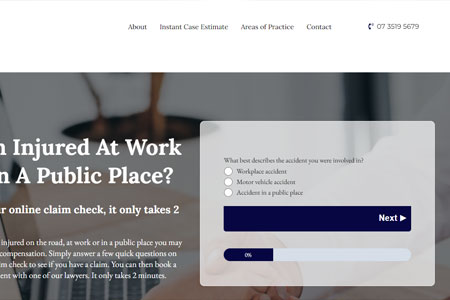 About Instant Case Estimate Areas of Practice Contact 07 3519 5679
Injured At Work
A Public Place?
online claim check, it only takes 2
injured on the road, at work or in a public place you may
compensation. Simply answer a few quick questions on
claim check to see if you have a claim. You can then book a
with one of our lawyers. It only takes 2 minutes.
What best describes the accident you were involved in?
Workplace accident
Motor vehicle accident
Accident in a public place
Next
0%